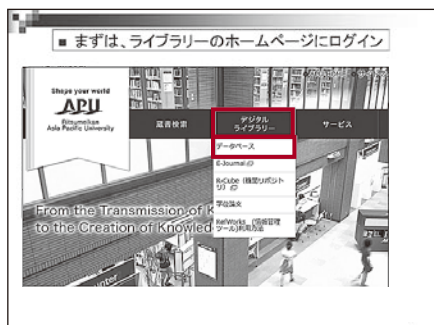 ■ まずは、ライブラリーのホームページにログイン
Shape your world
APU
Ritsumeikan
Asia Pacific University
蔵書検索
デジタル
ライブラリー
サービス
データベース
E-Journal
R-Cube（機関リポジト
リ）
学位論文
RefWorks （情報管理
ツール）利用方法
From the Transmission of K
to the Creation of Knowled